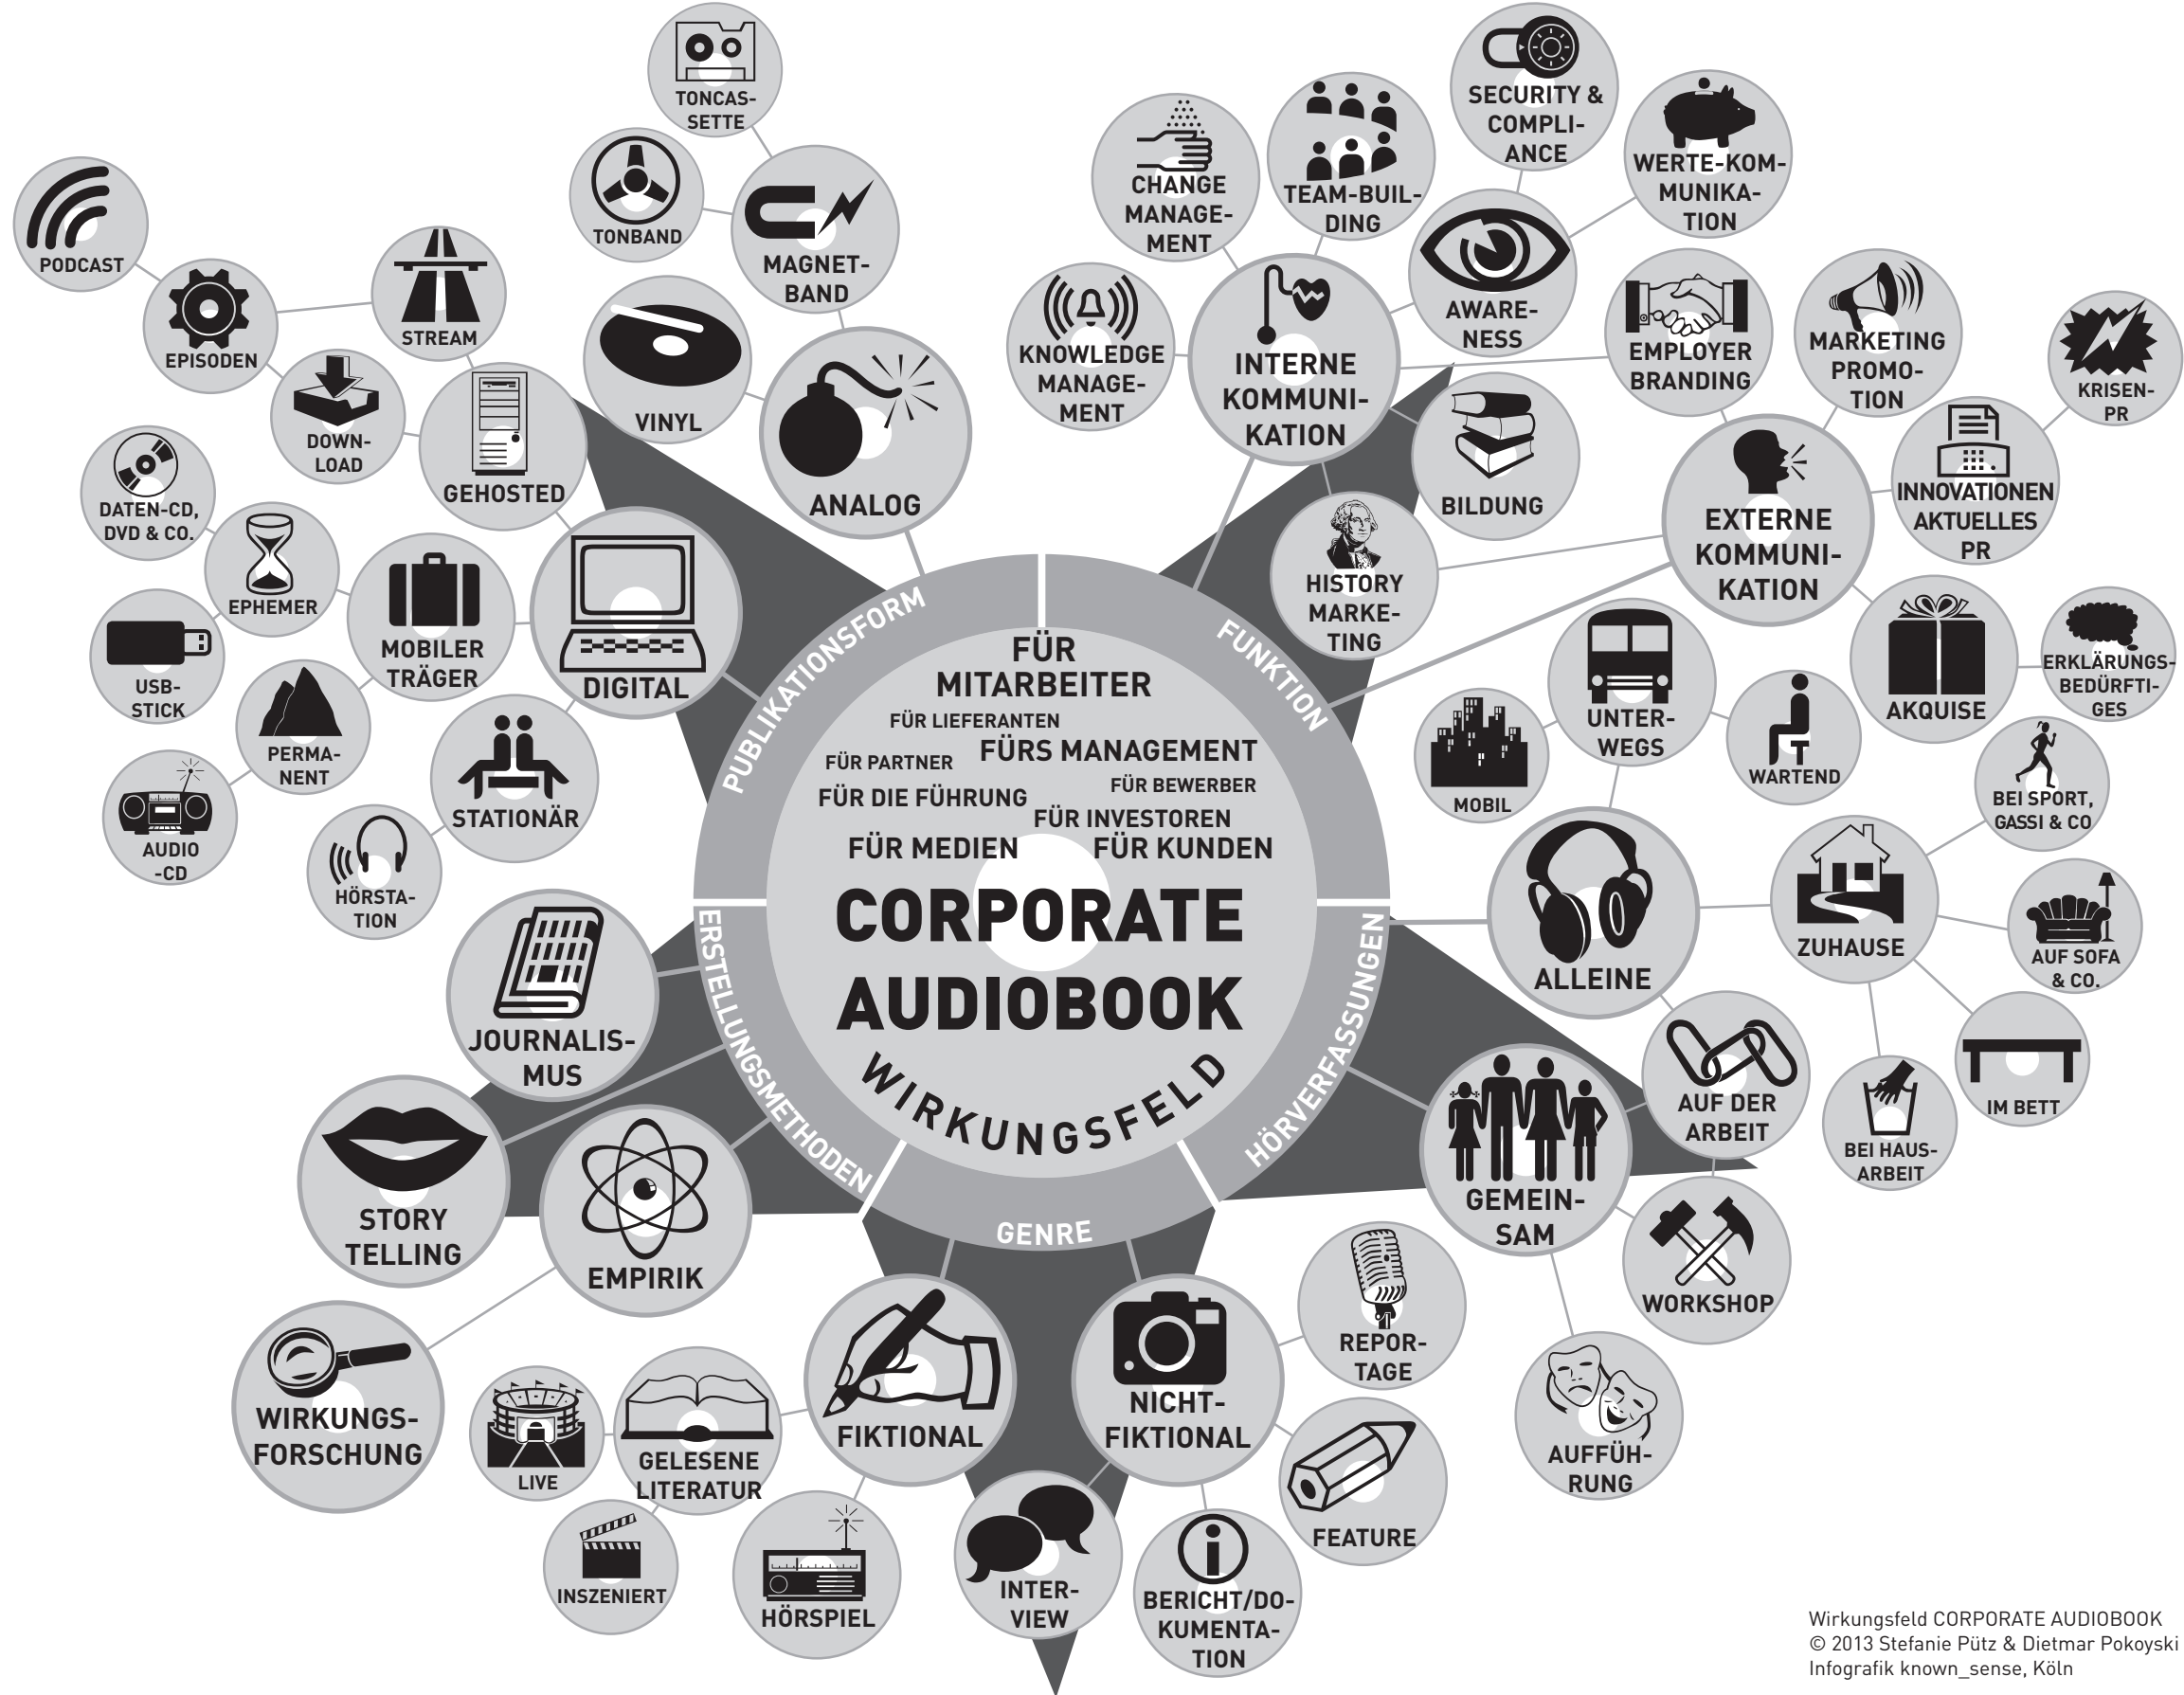 TONCAS-
SETTE
TONBAND
MAGNET-
BAND
VINYL
ANALOG
PODCAST
EPISODEN
STREAM
DOWN-
LOAD
GEHOSTED
DATEN-CD,
DVD & CO.
EPHEMER
USB-
STICK
MOBILER
TRÄGER
DIGITAL
PERMA-
NENT
AUDIO
-CD
STATIONÄR
HÖRSTA-
TION
CHANGE
MANAGE-
MENT
TEAM-BUIL-
DING
SECURITY &
COMPLI-
ANCE
WERTE-KOM-
MUNIKA-
TION
KNOWLEDGE
MANAGE-
MENT
INTERNE
KOMMUNI-
KATION
AWARE-
NESS
EMPLOYER
BRANDING
MARKETING
PROMO-
TION
KRISEN-
PR
BILDUNG
HISTORY
MARKE-
TING
EXTERNE
KOMMUNI-
KATION
INNOVATIONEN
AKTUELLES
PR
AKQUISE
ERKLÄRUNGS-
BEDÜRFTI-
GES
UNTER-
WEGS
MOBIL
WARTEND
BEI SPORT,
GASSI & CO
ZUHAUSE
AUF SOFA
& CO.
ALLEINE
AUF DER
ARBEIT
IM BETT
BEI HAUS-
ARBEIT
GEMEIN-
SAM
WORKSHOP
AUFFÜH-
RUNG
PUBLIKATIONSFORM
FUNKTION
HÖRVERFASSUNGEN
GENRE
ERSTELLUNGSMETHODEN
FÜR
MITARBEITER
FÜR LIEFERANTEN
FÜR PARTNER
FÜRS MANAGEMENT
FÜR DIE FÜHRUNG
FÜR BEWERBER
FÜR INVESTOREN
FÜR MEDIEN
FÜR KUNDEN
CORPORATE
AUDIOBOOK
WIRKUNGSFELD
JOURNALIS-
MUS
STORY
TELLING
EMPIRIK
WIRKUNGS-
FORSCHUNG
LIVE
GELESENE
LITERATUR
INSZENIERT
HÖRSPIEL
FIKTIONAL
NICHT-
FIKTIONAL
REPOR-
TAGE
FEATURE
INTER-
VIEW
BERICHT/DO-
KUMENTA-
TION
Wirkungsfeld CORPORATE AUDIOBOOK
© 2013 Stefanie Pütz & Dietmar Pokoyski
Infografik known_sense, Köln